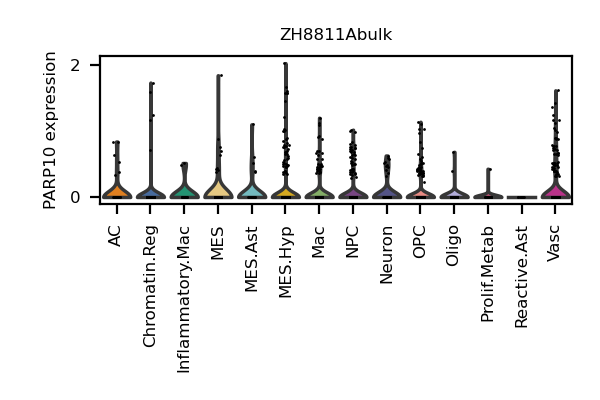 ZH8811Abulk
PARP10 expression
2
0
AC
Chromatin.Reg
Inflammatory.Mac
MES
MES.Ast
MES.Hyp
Mac
NPC
Neuron
OPC
Oligo
Prolif.Metab
Reactive.Ast
Vasc